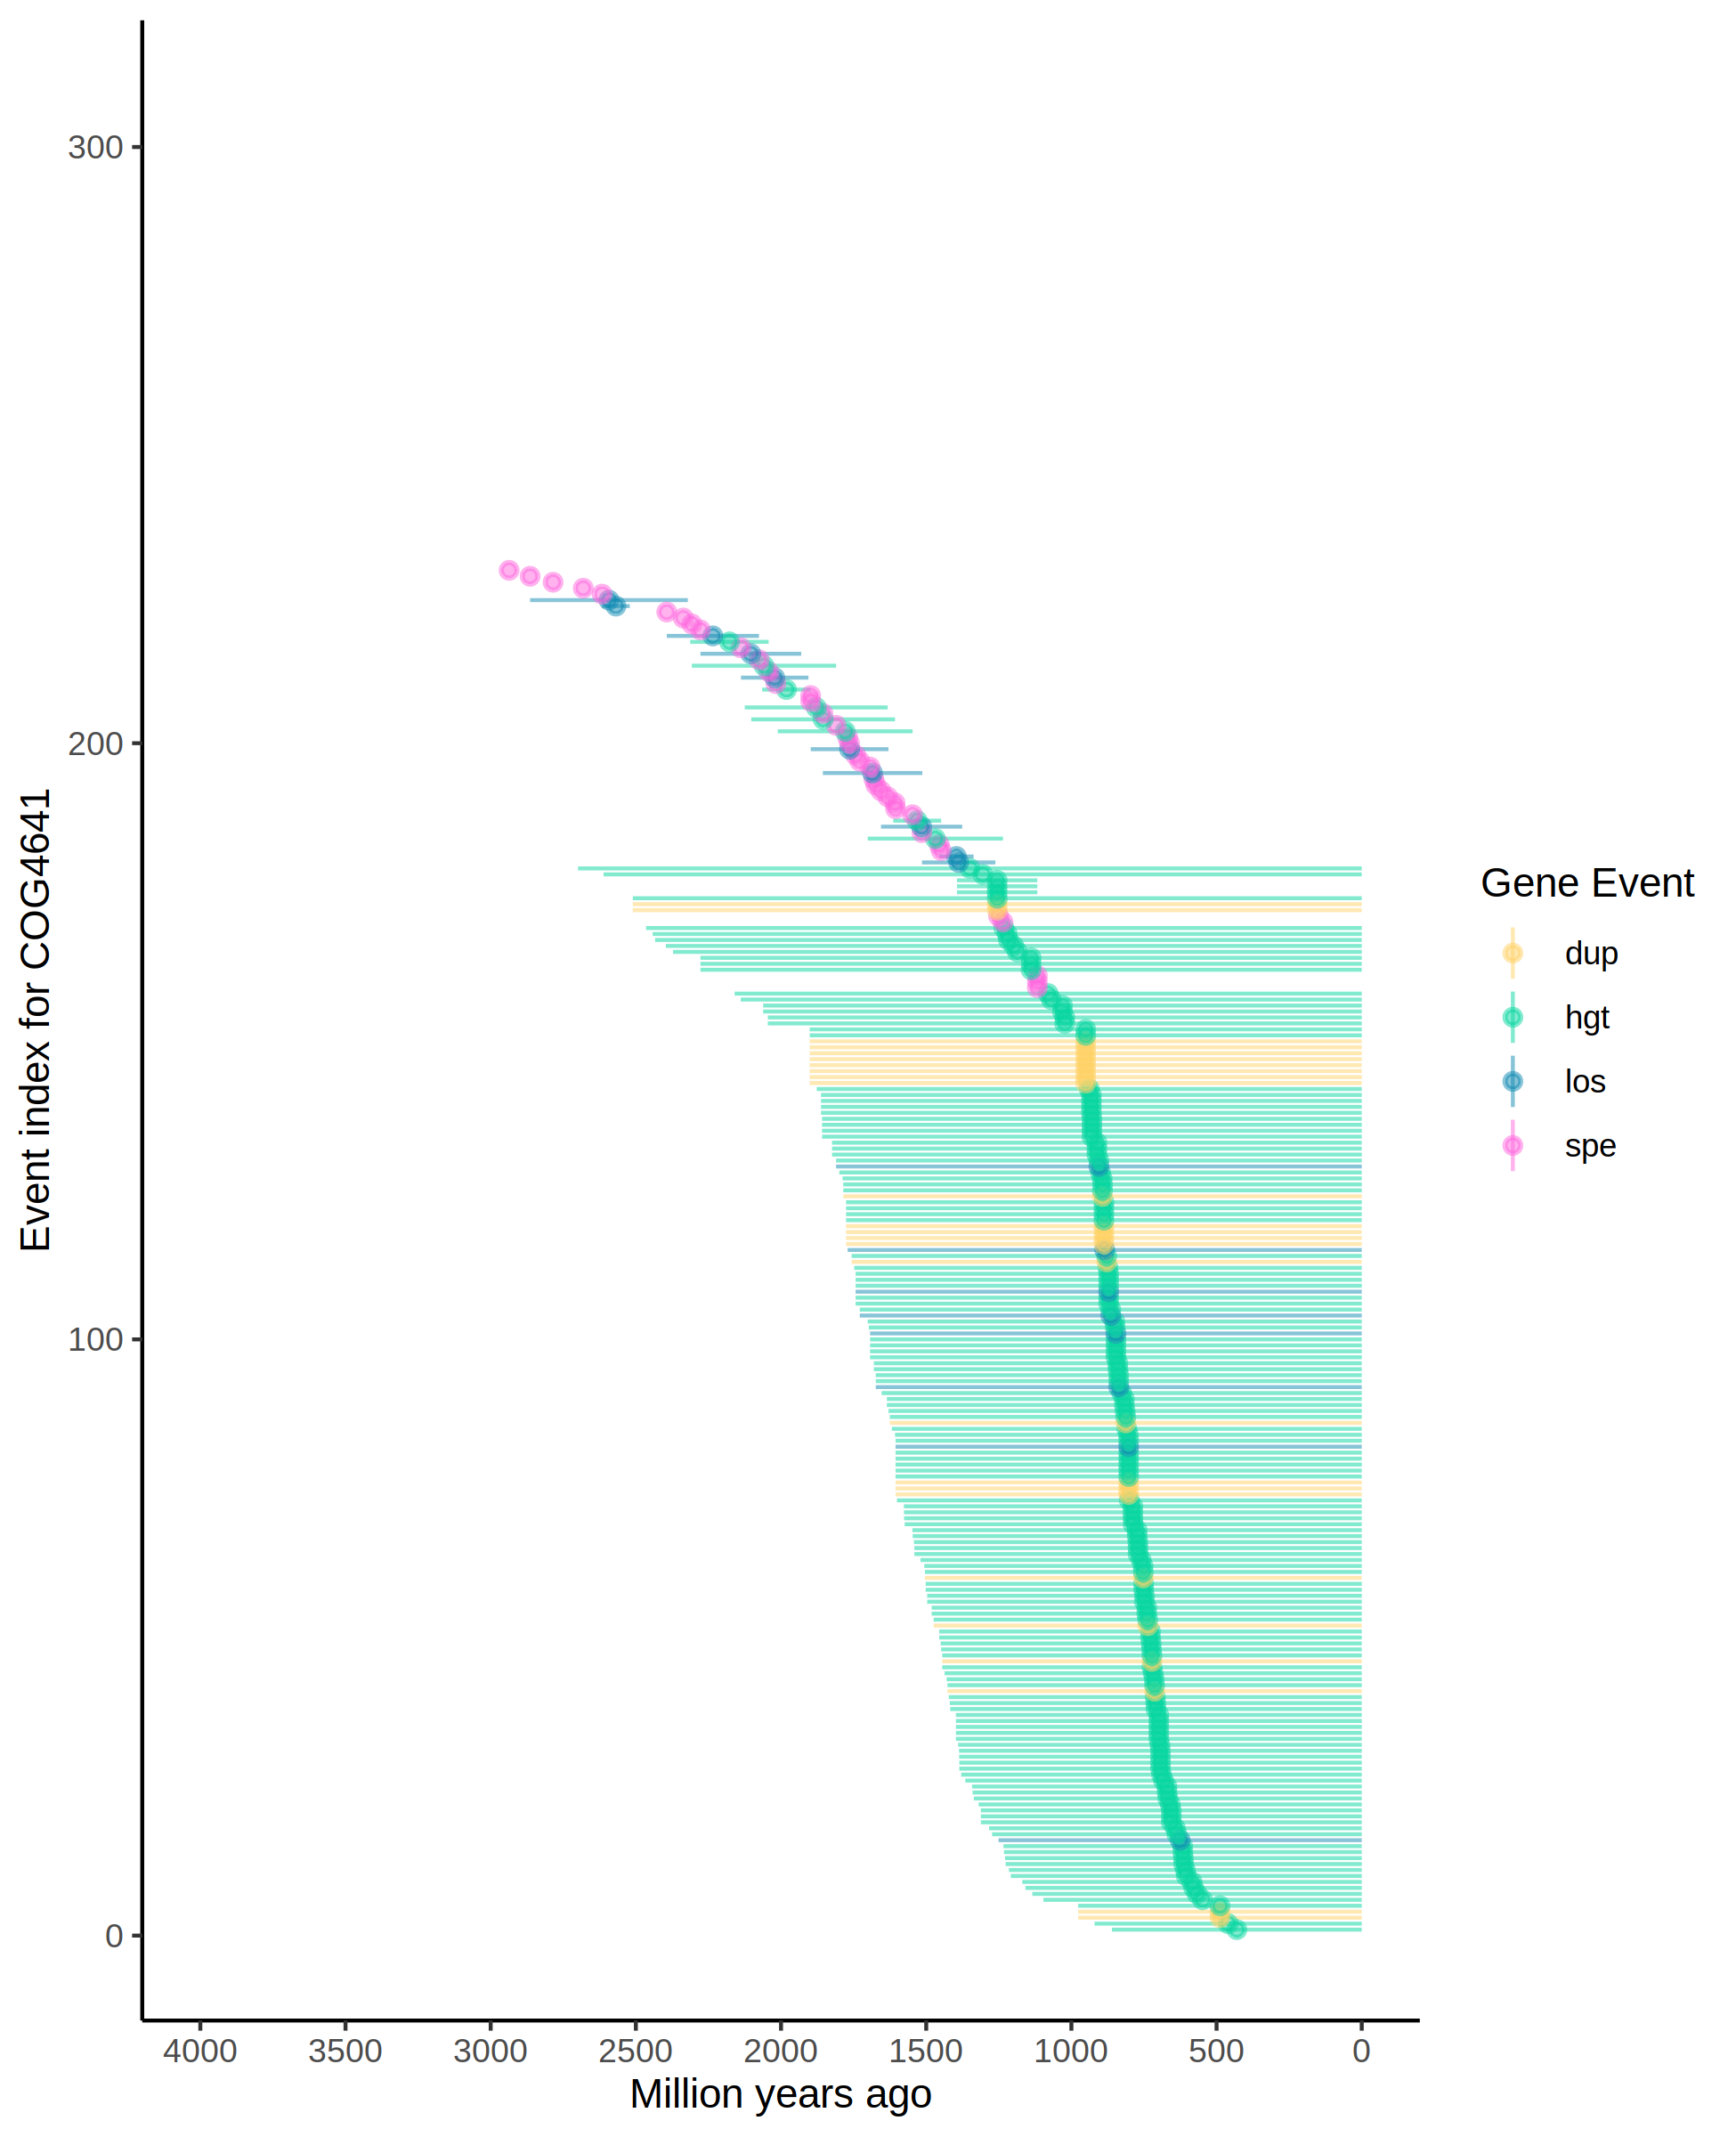 Event index for COG4641
300
200
100
0
4000 3500 3000 2500 2000 1500 1000 500 0
Million years ago
Gene Event
dup
hgt
los
spe